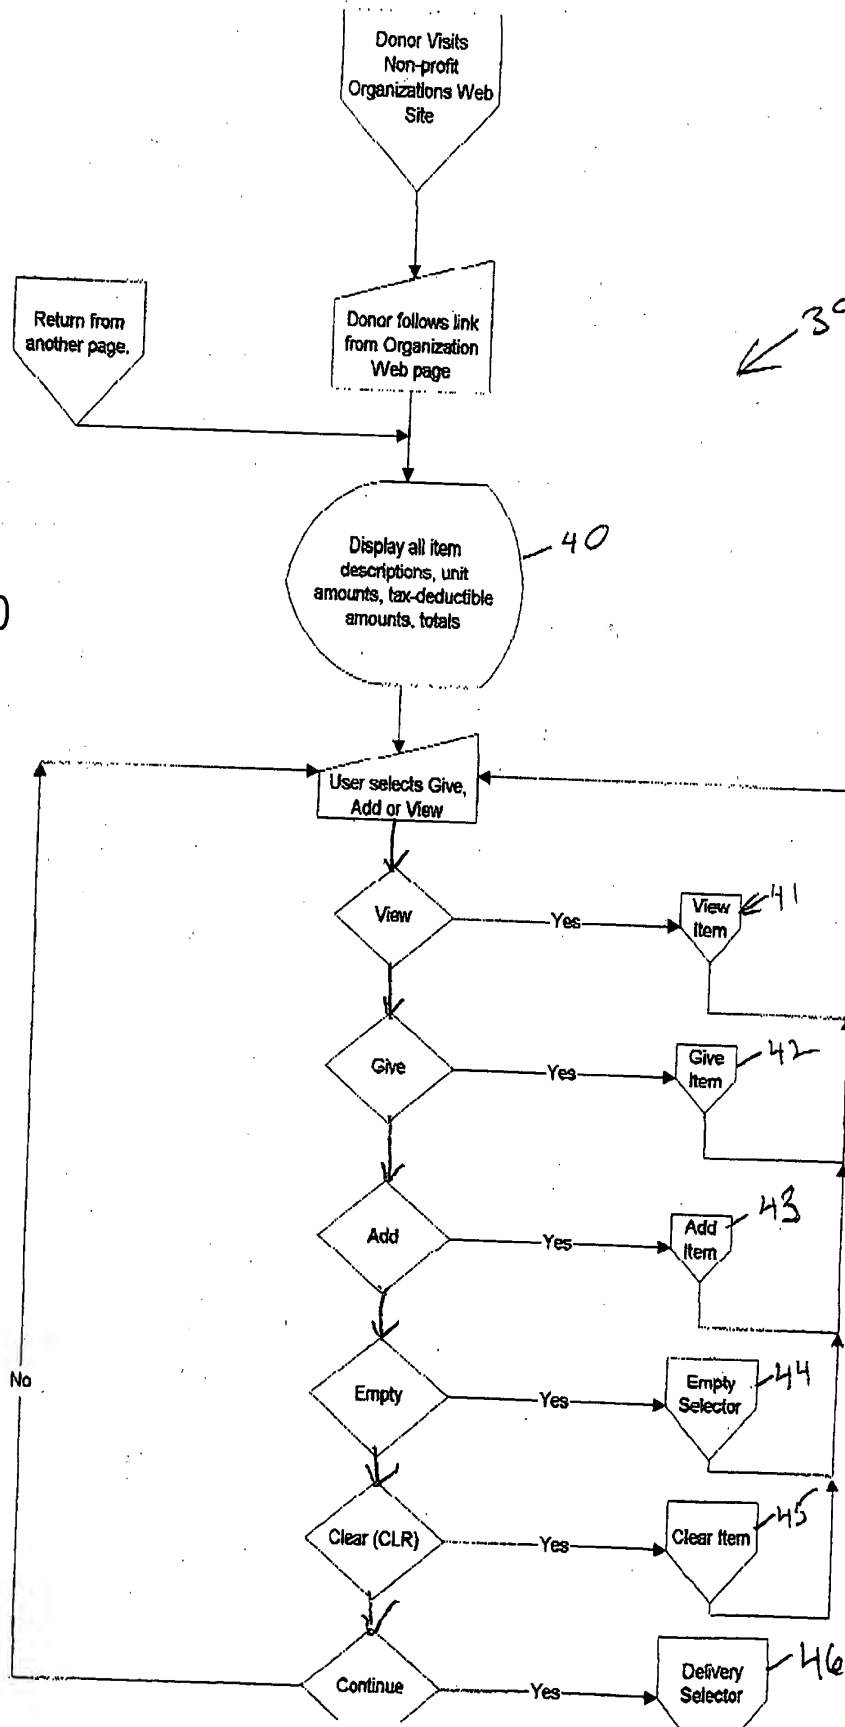 Donor Visits
Non-profit
Organizations Web
Site
Return from
another page.
Donor follows link
from Organization
Web page
Display all item
descriptions, unit
amounts, tax-deductible
amounts, totals
40
User selects Give,
Add or View
View
Yes
View
Item
41
Give
Yes
Give
Item
42
Add
Yes
Add
Item
43
No
Empty
Yes
Empty
Selector
44
Clear (CLR)
Yes
Clear Item
45
Continue
Yes
Delivery
Selector
46